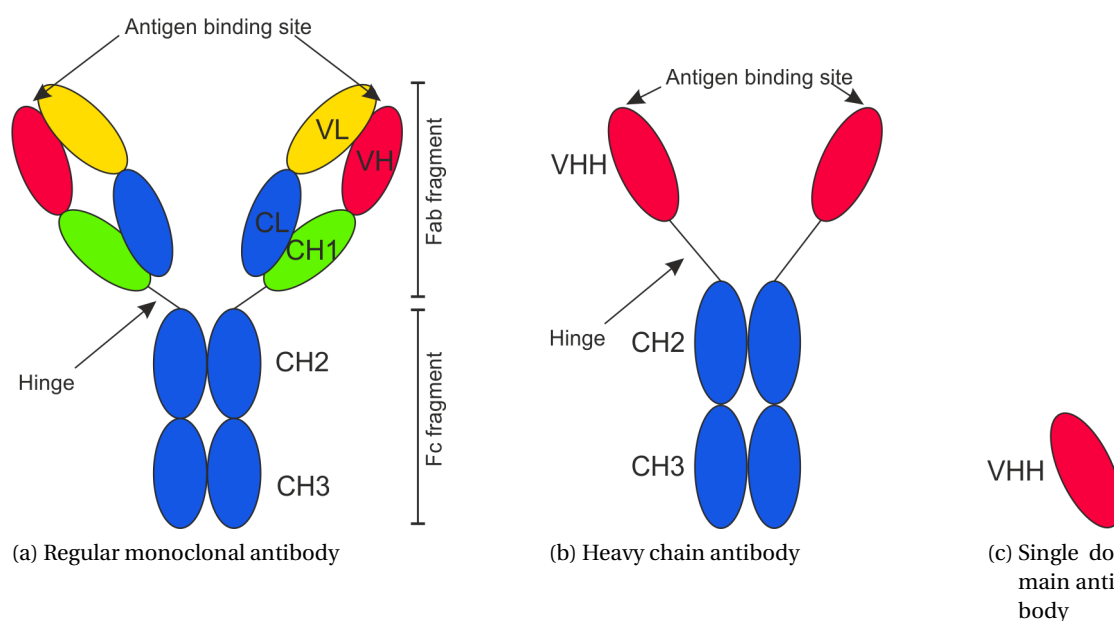 Antigen binding site
VL
VH
CL
CH1
Fab fragment
Hinge
CH2
CH3
Fc fragment
(a) Regular monoclonal antibody
Antigen binding site
VHH
Hinge
CH2
CH3
(b) Heavy chain antibody
VHH
(c) Single do
main anti
body